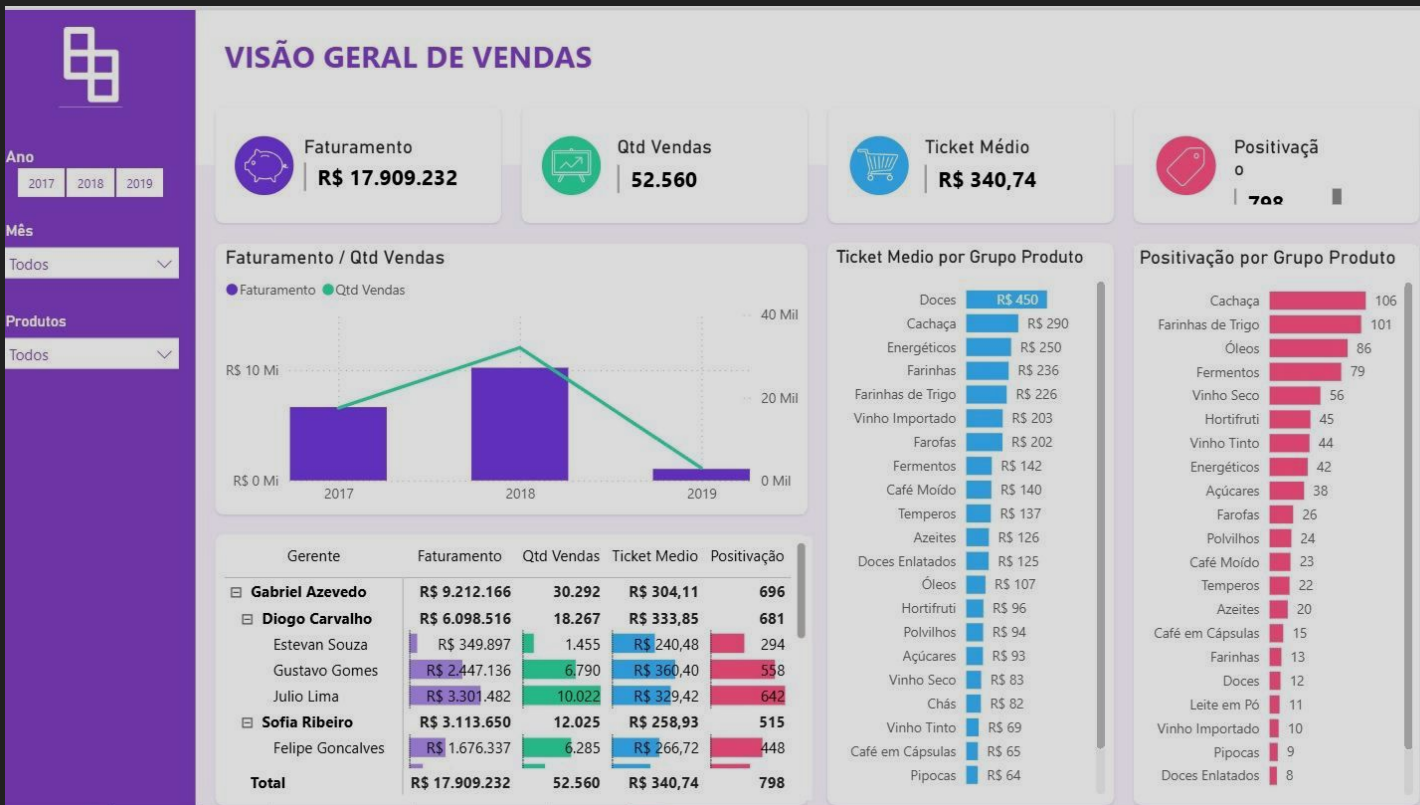 VISÃO GERAL DE VENDAS
Ano
2017 2018 2019
Mês
Todos
Produtos
Todos
Faturamento
R$ 17.909.232
Qtd Vendas
52.560
Ticket Médio
R$ 340,74
Positivaçã
o
798
Faturamento / Qtd Vendas
Faturamento Qtd Vendas
40 Mil
R$ 10 Mi
20 Mil
R$ 0 Mi
0 Mil
2017 2018 2019
Gerente Faturamento Qtd Vendas Ticket Medio Positivação
Gabriel Azevedo R$ 9.212.166 30.292 R$ 304,11 696
Diogo Carvalho R$ 6.098.516 18.267 R$ 333,85 681
Estevan Souza R$ 349.897 1.455 R$ 240,48 294
Gustavo Gomes R$ 2.447.136 6.790 R$ 360,40 558
Julio Lima R$ 3.301.482 10.022 R$ 329,42 642
Sofia Ribeiro R$ 3.113.650 12.025 R$ 258,93 515
Felipe Goncalves R$ 1.676.337 6.285 R$ 266,72 448
Total R$ 17.909.232 52.560 R$ 340,74 798
Ticket Medio por Grupo Produto
Doces R$ 450
Cachaça R$ 290
Energéticos R$ 250
Farinhas R$ 236
Farinhas de Trigo R$ 226
Vinho Importado R$ 203
Farofas R$ 202
Fermentos R$ 142
Café Moído R$ 140
Temperos R$ 137
Azeites R$ 126
Doces Enlatados R$ 125
Óleos R$ 107
Hortifruti R$ 96
Polvilhos R$ 94
Açúcares R$ 93
Vinho Seco R$ 83
Chás R$ 82
Vinho Tinto R$ 69
Café em Cápsulas R$ 65
Pipocas R$ 64
Positivação por Grupo Produto
Cachaça 106
Farinhas de Trigo 101
Óleos 86
Fermentos 79
Vinho Seco 56
Hortifruti 45
Vinho Tinto 44
Energéticos 42
Açúcares 38
Farofas 26
Polvilhos 24
Café Moído 23
Temperos 22
Azeites 20
Café em Cápsulas 15
Farinhas 13
Doces 12
Leite em Pó 11
Vinho Importado 10
Pipocas 9
Doces Enlatados 8